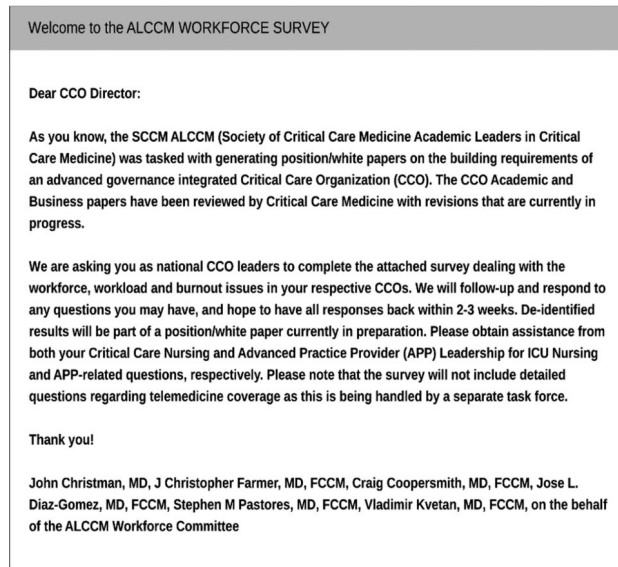 Welcome to the ALCCM WORKFORCE SURVEY
Dear CCO Director:
As you know, the SCCM ALCCM (Society of Critical Care Medicine Academic Leaders in Critical
Care Medicine) was tasked with generating position/white papers on the building requirements of
an advanced governance integrated Critical Care Organization (CCO). The CCO Academic and
Business papers have been reviewed by Critical Care Medicine with revisions that are currently in
progress.
We are asking you as national CCO leaders to complete the attached survey dealing with the
workforce, workload and burnout issues in your respective CCOs. We will follow-up and respond to
any questions you may have, and hope to have all responses back within 2-3 weeks. De-identified
results will be part of a position/white paper currently in preparation. Please obtain assistance from
both your Critical Care Nursing and Advanced Practice Provider (APP) Leadership for ICU Nursing
and APP-related questions, respectively. Please note that the survey will not include detailed
questions regarding telemedicine coverage as this is being handled by a separate task force.
Thank you!
John Christman, MD, J Christopher Farmer, MD, FCCM, Craig Coopersmith, MD, FCCM, Jose L.
Diaz-Gomez, MD, FCCM, Stephen M Pastores, MD, FCCM, Vladimir Kvetan, MD, FCCM, on the behalf
of the ALCCM Workforce Committee